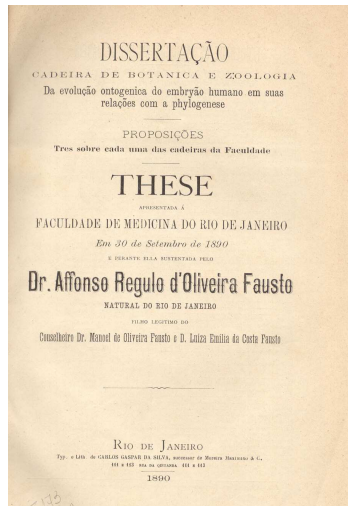 DISSERTAÇÃO
CADEIRA DE BOTANICA E ZOOLOGIA
Da evolução ontogenica do embryão humano em suas
relações com a phylogenese
PROPOSIÇÕES
Tres sobre cada uma das cadeiras da Faculdade
THESE
APRESENTADA Á
FACULDADE DE MEDICINA DO RIO DE JANEIRO
Em 30 de Setembro de 1890
E PERANTE ELLA SUSTENTADA PELO
Dr. Affonso Regulo d'Oliveira Fausto
NATURAL DO RIO DE JANEIRO
FILHO LEGITIMO DO
Conselheiro Dr. Manoel de Oliveira Fausto e D. Luiza Emilia da Costa Fausto
RIO DE JANEIRO
Typ. e Lith. de CARLOS GASPAR DA SILVA, successor de Moreira Maximino & C.
111 e 113 RUA DA QUITANDA 111 e 113
1890